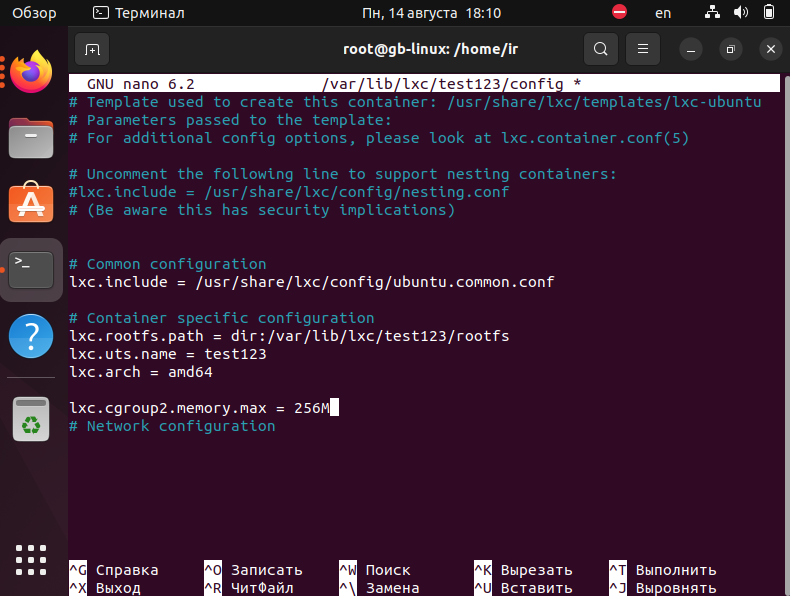 Обзор Терминал Пн, 14 августа 18:10 en
root@gb-linux: /home/ir
GNU nano 6.2 /var/lib/lxc/test123/config *
# Template used to create this container: /usr/share/lxc/templates/lxc-ubuntu
# Parameters passed to the template:
# For additional config options, please look at lxc.container.conf(5)
# Uncomment the following line to support nesting containers:
#lxc.include = /usr/share/lxc/config/nesting.conf
# (Be aware this has security implications)
# Common configuration
lxc.include = /usr/share/lxc/config/ubuntu.common.conf
# Container specific configuration
lxc.rootfs.path = dir:/var/lib/lxc/test123/rootfs
lxc.uts.name = test123
lxc.arch = amd64
lxc.cgroup2.memory.max = 256M
# Network configuration
^G Справка ^O Записать ^W Поиск ^K Вырезать ^T Выполнить
^X Выход ^R ЧитФайл ^\ Замена ^U Вставить ^J Выровнять